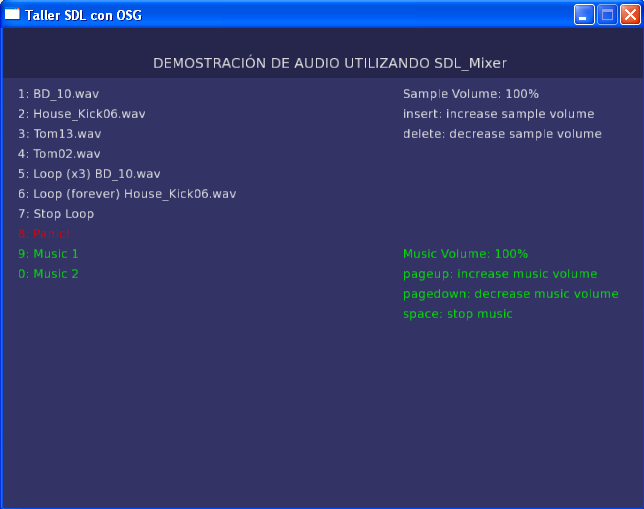 Taller SDL con OSG
DEMOSTRACIÓN DE AUDIO UTILIZANDO SDL_Mixer
1: BD_10.wav
2: House_Kick06.wav
3: Tom13.wav
4: Tom02.wav
5: Loop (x3) BD_10.wav
6: Loop (forever) House_Kick06.wav
7: Stop Loop
8: Panic!
9: Music 1
0: Music 2
Sample Volume: 100%
insert: increase sample volume
delete: decrease sample volume
Music Volume: 100%
pageup: increase music volume
pagedown: decrease music volume
space: stop music